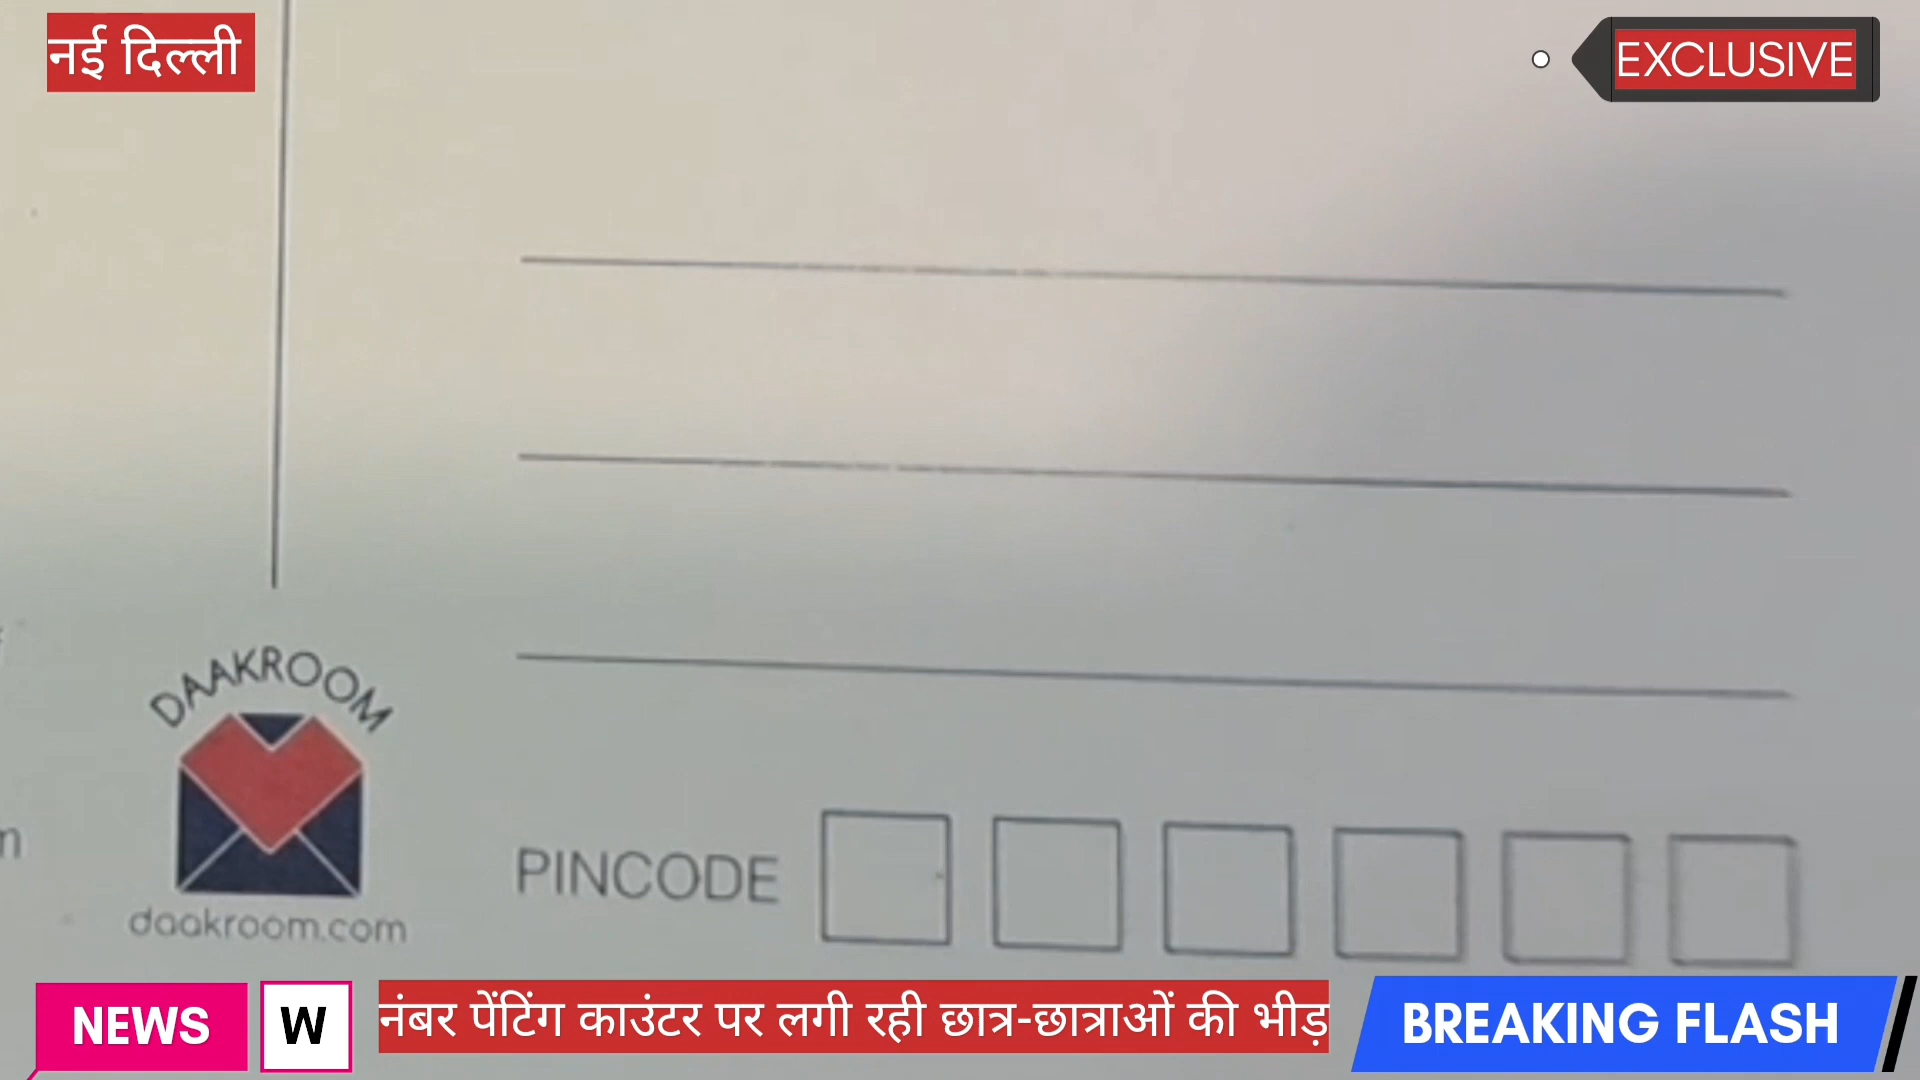 नई दिल्ली
EXCLUSIVE
DAAKROOM
daakroom.com
PINCODE
NEWS
W
नंबर पेंटिंग काउंटर पर लगी रही छात्र-छात्राओं की भीड़
BREAKING FLASH